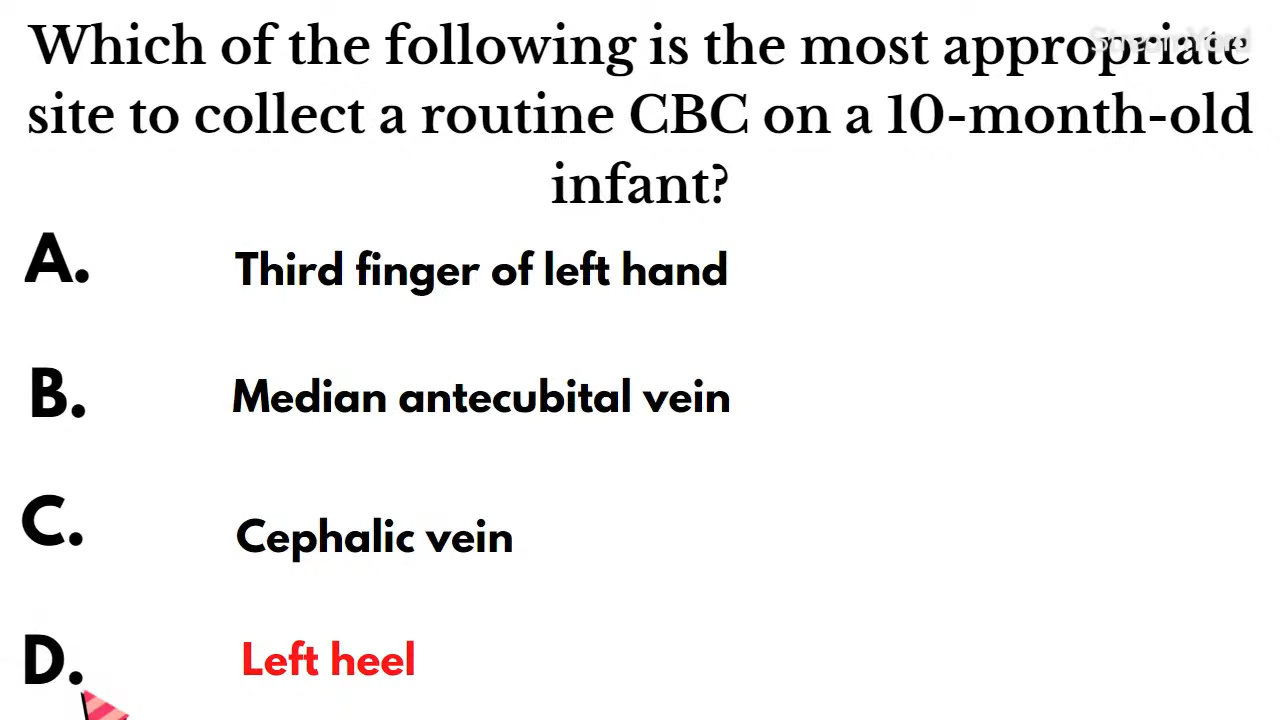 Which of the following is the most appropriate
site to collect a routine CBC on a 10-month-old
infant?
StreamYard
A. Third finger of left hand
B. Median antecubital vein
C. Cephalic vein
D. Left heel